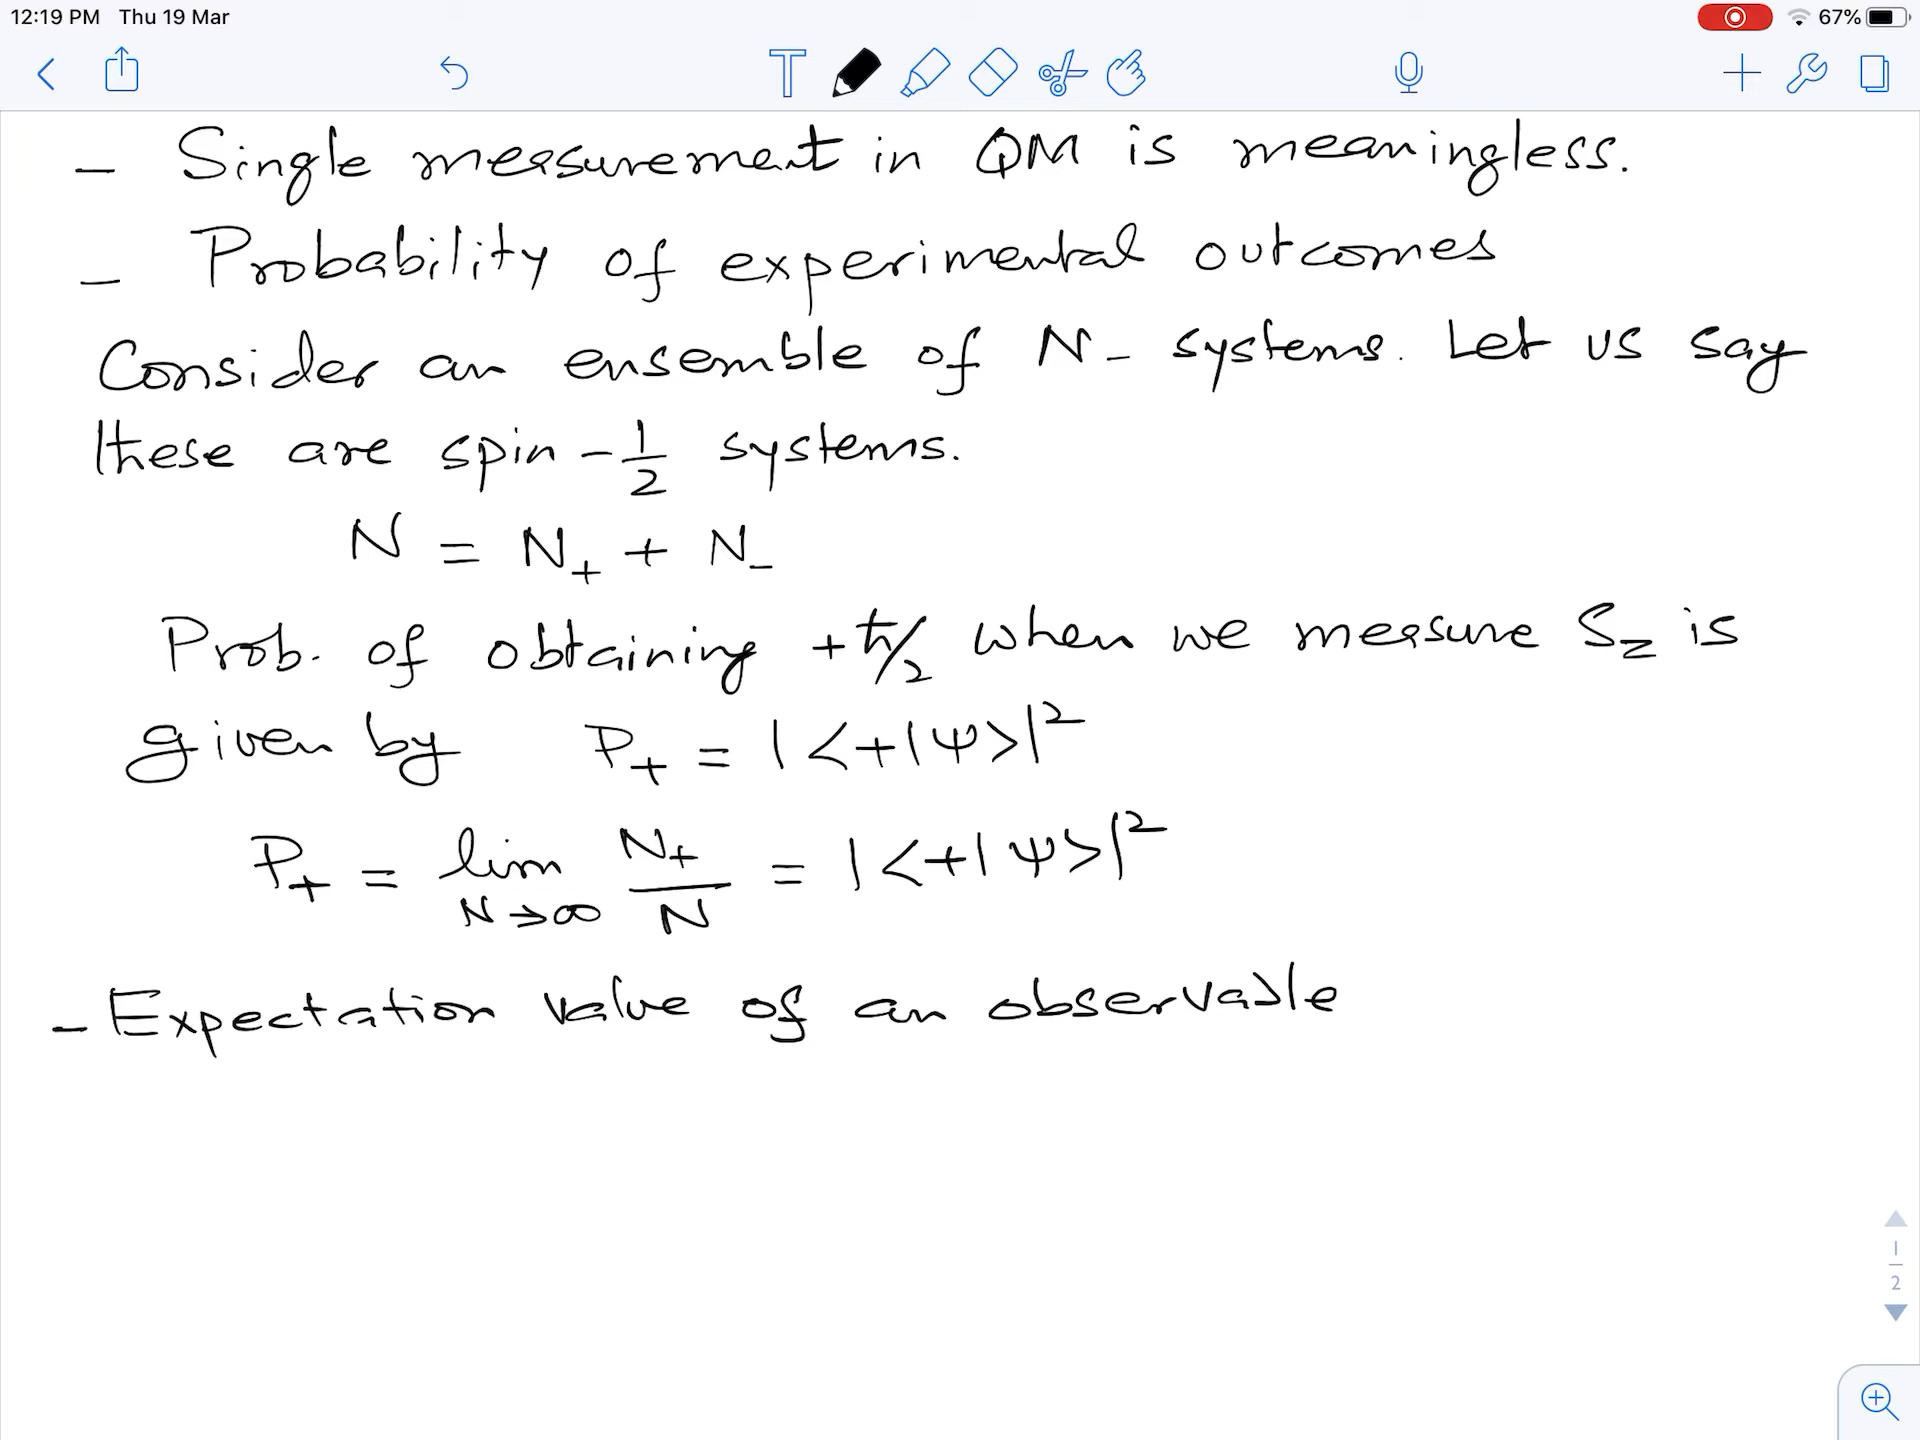 12:19 PM Thu 19 Mar 67%
T
- Single measurement in QM is meaningless.
- Probability of experimental outcomes
Consider an ensemble of N- systems. Let us say
these are spin-1/2 systems.
N = N₊ + N₋
Prob. of obtaining +ħ/2 when we measure S_z is
given by P₊ = |<+|ψ>|²
P₊ = lim N→∞ N₊/N = |<+|ψ>|²
- Expectation value of an observable
1/2